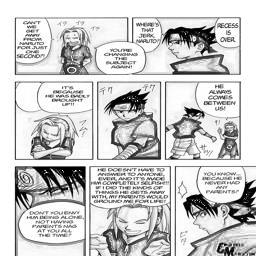 CAN'T
WE GET
AWAY
FROM
NARUTO
FOR JUST
ONE
SECOND!!
YOU'RE
CHANGING
THE
SUBJECT
AGAIN!
WHERE'S
THAT
JERK,
NARUTO?
RECESS
IS OVER.
IT'S
BECAUSE
HE WAS BADLY
BROUGHT
UP!!!
HE
ALWAYS
COMES
BETWEEN
US!
DON'T YOU ENVY
HIM BEING ALONE,
NOT HAVING
PARENTS NAG
AT YOU ALL
THE TIME?
HE DOESN'T HAVE
TO ANSWER TO ANYONE,
EVER, AND IT'S MADE
HIM COMPLETELY SELFISH!!
IF I DID THE KINDS
OF THINGS HE GETS AWAY
WITH, MY PARENTS WOULD
GROUND ME FOR LIFE!
YOU KNOW...
BECAUSE HE
NEVER HAD
ANY
PARENTS?